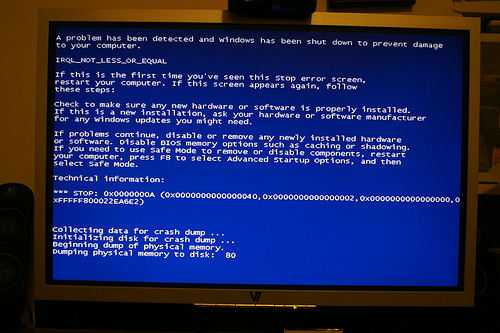 A problem has been detected and windows has been shut down to prevent damage
to your computer.
IRQL_NOT_LESS_OR_EQUAL
If this is the first time you've seen this Stop error screen,
restart your computer. If this screen appears again, follow
these steps:
Check to make sure any new hardware or software is properly installed.
If this is a new installation, ask your hardware or software manufacturer
for any windows updates you might need.
If problems continue, disable or remove any newly installed hardware
or software. Disable BIOS memory options such as caching or shadowing.
If you need to use Safe Mode to remove or disable components, restart
your computer, press F8 to select Advanced Startup Options, and then
select Safe Mode.
Technical information:
*** STOP: 0x0000000A (0x0000000000000040,0x0000000000000002,0x0000000000000000,0
xFFFFF800022EA6E2)
Collecting data for crash dump ...
Initializing disk for crash dump ...
Beginning dump of physical memory.
Dumping physical memory to disk: 80
V7